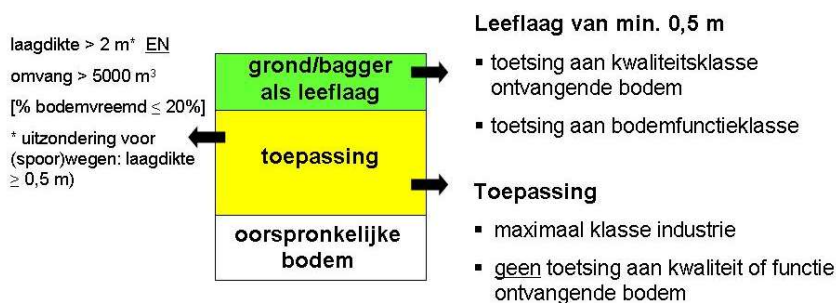 laagdikte > 2 m* EN
omvang > 5000 m³
[% bodemvreemd ≤ 20%]
* uitzondering voor
(spoor)wegen: laagdikte
≥ 0,5 m)
grond/bagger
als leeflaag
toepassing
oorspronkelijke
bodem
Leeflaag van min. 0,5 m
▪ toetsing aan kwaliteitsklasse
ontvangende bodem
▪ toetsing aan bodemfunctieklasse
Toepassing
▪ maximaal klasse industrie
▪ geen toetsing aan kwaliteit of functie
ontvangende bodem